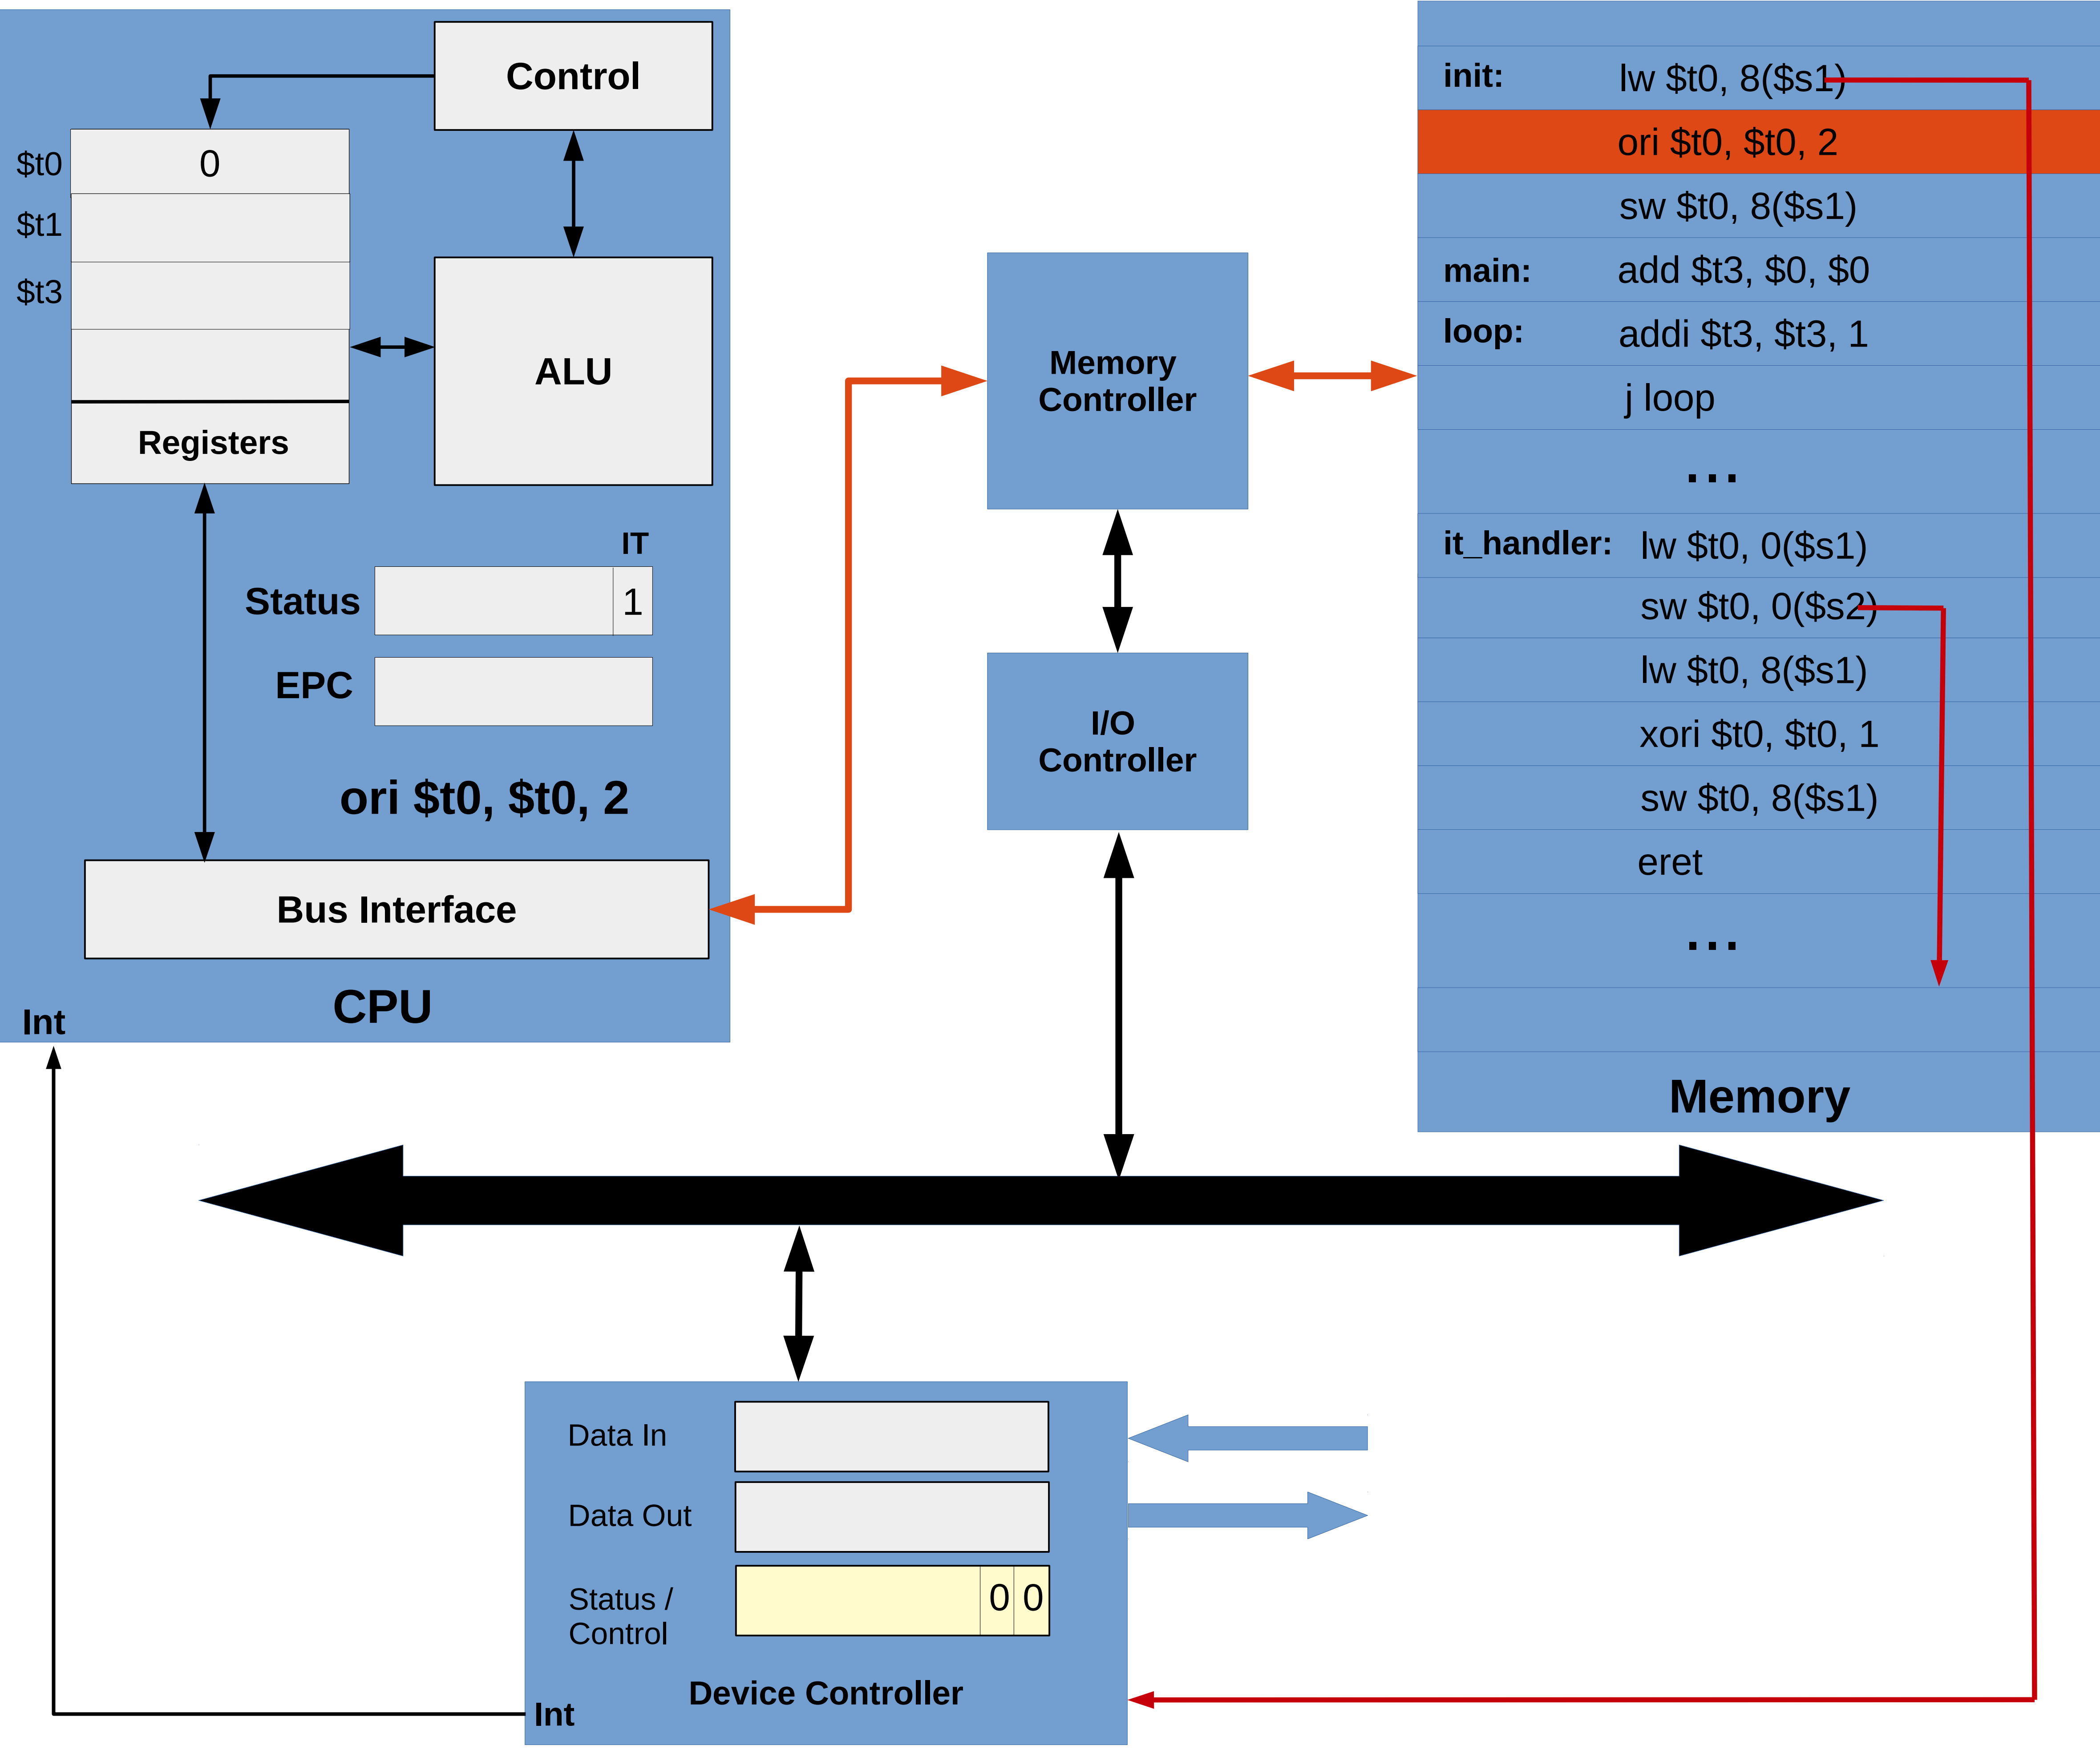 Control
$t0
0
$t1
$t3
Registers
ALU
IT
Status
1
EPC
ori $t0, $t0, 2
Bus Interface
CPU
Int
Memory
Controller
I/O
Controller
init: lw $t0, 8($s1)
ori $t0, $t0, 2
sw $t0, 8($s1)
main: add $t3, $0, $0
loop: addi $t3, $t3, 1
j loop
...
it_handler: lw $t0, 0($s1)
sw $t0, 0($s2)
lw $t0, 8($s1)
xori $t0, $t0, 1
sw $t0, 8($s1)
eret
...
Memory
Data In
Data Out
Status /
Control
0 0
Device Controller
Int